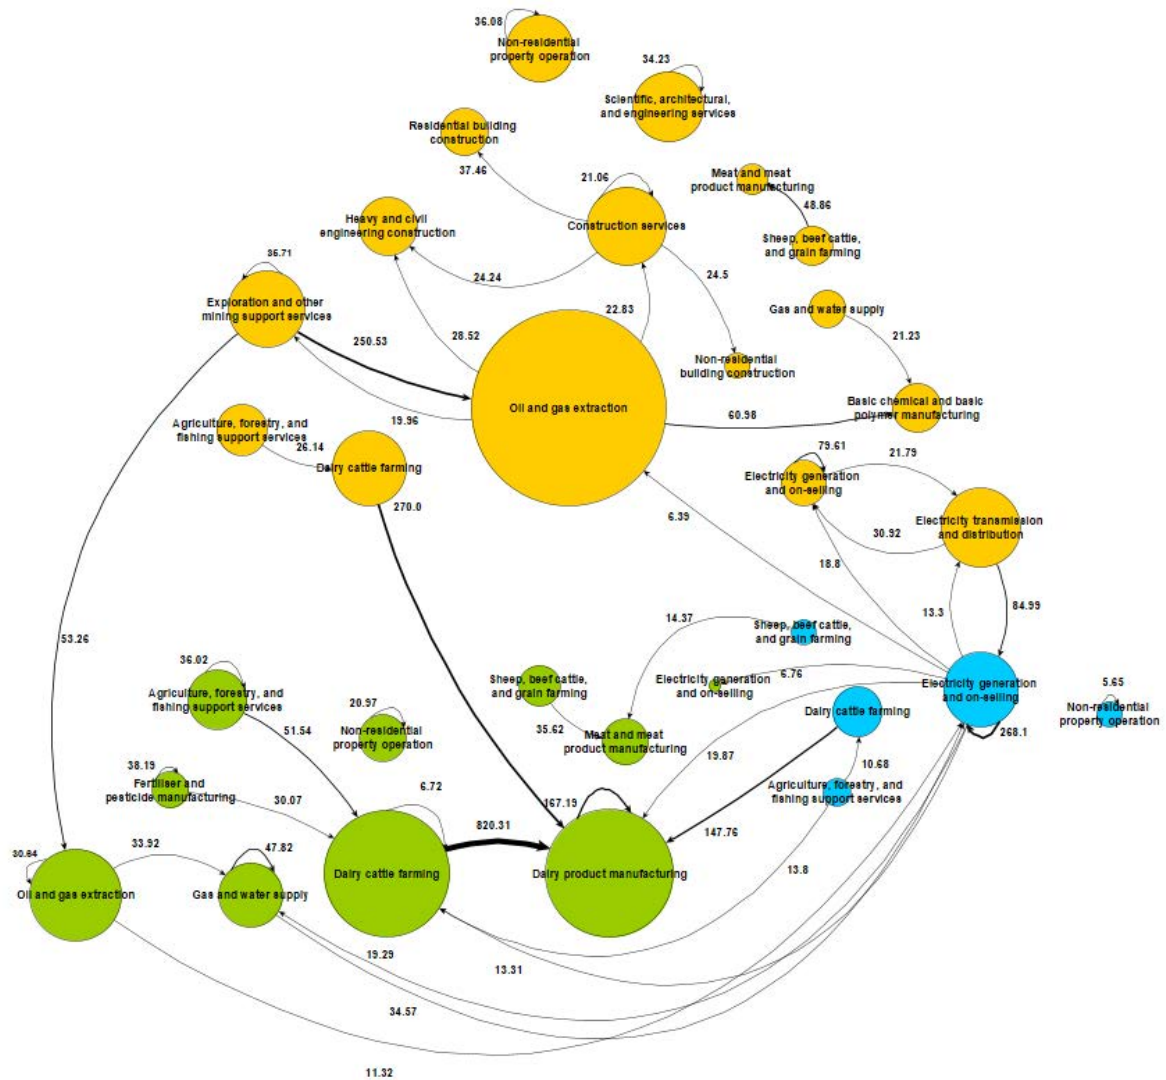 36.08
Non-residential
property operation
34.23
Scientific, architectural,
and engineering services
Residential building
construction
37.46
21.06
Construction services
Meat and meat
product manufacturing
48.86
Sheep, beef cattle,
and grain farming
Heavy and civil
engineering construction
24.24
24.5
36.71
Exploration and other
mining support services
250.53
28.52
22.83
Gas and water supply
21.23
Non-residential
building construction
Oil and gas extraction
19.96
60.98
Basic chemical and basic
polymer manufacturing
Agriculture, forestry, and
fishing support services
26.14
Dairy cattle farming
270.0
79.61
21.79
Electricity generation
and on-selling
30.92
Electricity transmission
and distribution
6.39
18.8
13.3
84.99
53.26
14.37
Sheep, beef cattle,
and grain farming
36.02
Agriculture, forestry, and
fishing support services
51.54
20.97
Non-residential
property operation
Sheep, beef cattle,
and grain farming
35.62
Meat and meat
product manufacturing
Electricity generation
and on-selling
6.76
Dairy cattle farming
Electricity generation
and on-selling
268.1
5.65
Non-residential
property operation
19.87
10.68
Agriculture, forestry, and
fishing support services
38.19
Fertiliser and
pesticide manufacturing
30.07
6.72
820.31
167.19
147.76
30.64
33.92
47.82
Oil and gas extraction
Gas and water supply
Dairy cattle farming
Dairy product manufacturing
13.8
19.29
13.31
34.57
11.32